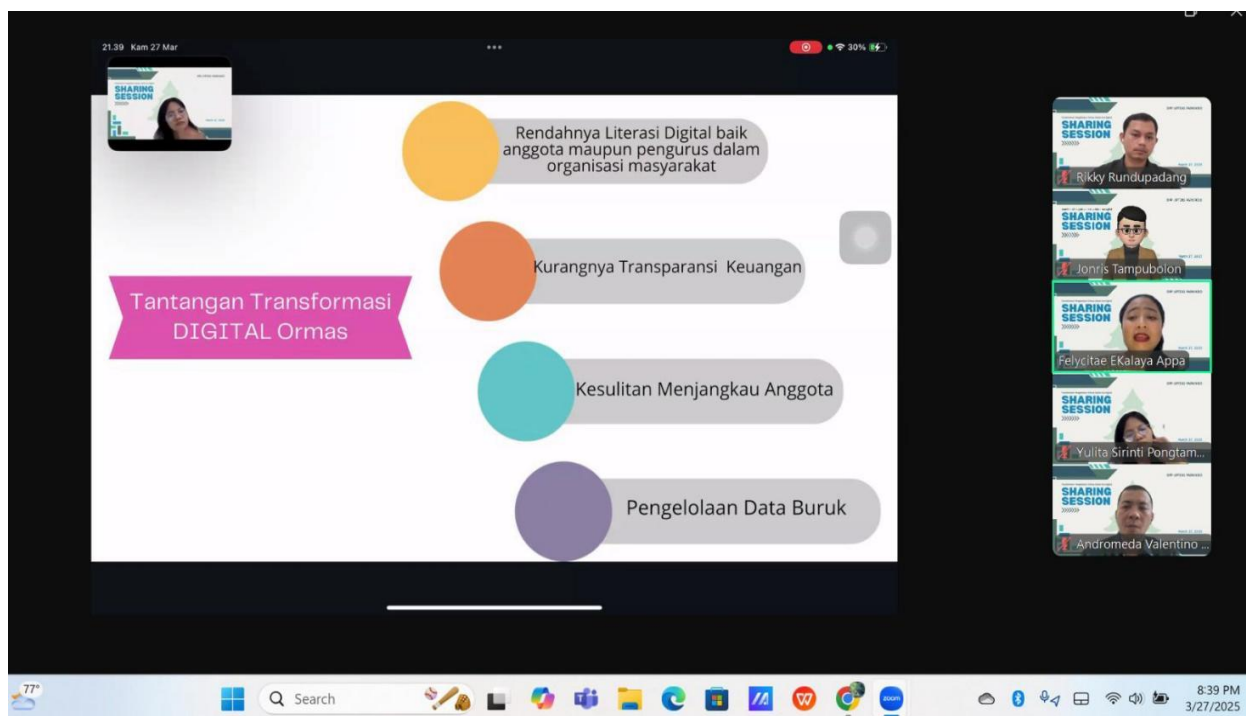 21.39 Kam 27 Mar
30%
SHARING
SESSION
Rendahnya Literasi Digital baik
anggota maupun pengurus dalam
organisasi masyarakat
Kurangnya Transparansi Keuangan
Tantangan Transformasi
DIGITAL Ormas
Kesulitan Menjangkau Anggota
Pengelolaan Data Buruk
SHARING
SESSION
Rikky Rundupadang
SHARING
SESSION
Jonris Tampubolon
SHARING
SESSION
Felycitae EKalaya Appa
SHARING
SESSION
Yulita Sirinti Pongtam...
SHARING
SESSION
Andromeda Valentino ...
77°
Search
zoom
8:39 PM
3/27/2025